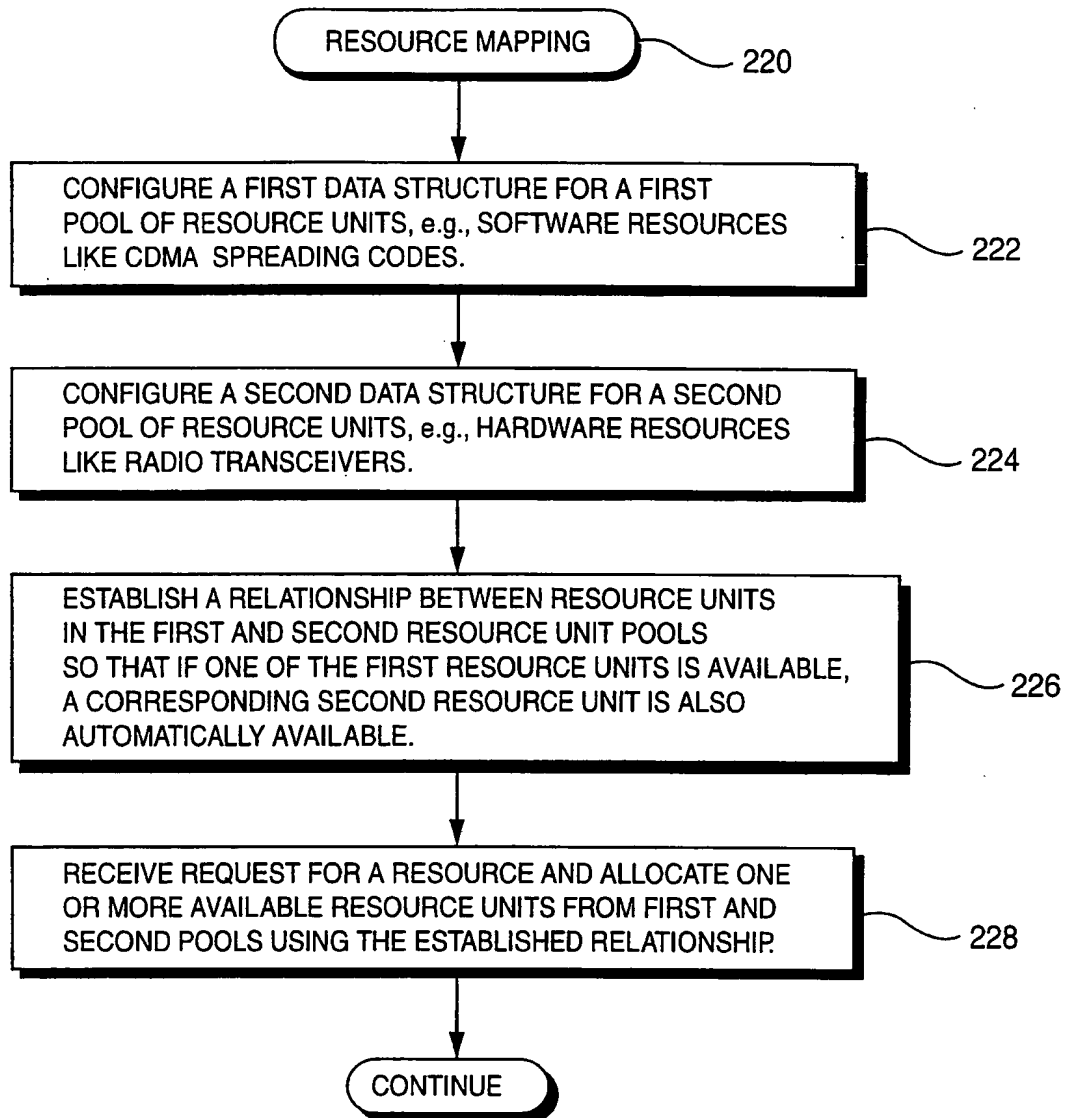 RESOURCE MAPPING
220
CONFIGURE A FIRST DATA STRUCTURE FOR A FIRST
POOL OF RESOURCE UNITS, e.g., SOFTWARE RESOURCES
LIKE CDMA SPREADING CODES.
222
CONFIGURE A SECOND DATA STRUCTURE FOR A SECOND
POOL OF RESOURCE UNITS, e.g., HARDWARE RESOURCES
LIKE RADIO TRANSCEIVERS.
224
ESTABLISH A RELATIONSHIP BETWEEN RESOURCE UNITS
IN THE FIRST AND SECOND RESOURCE UNIT POOLS
SO THAT IF ONE OF THE FIRST RESOURCE UNITS IS AVAILABLE,
A CORRESPONDING SECOND RESOURCE UNIT IS ALSO
AUTOMATICALLY AVAILABLE.
226
RECEIVE REQUEST FOR A RESOURCE AND ALLOCATE ONE
OR MORE AVAILABLE RESOURCE UNITS FROM FIRST AND
SECOND POOLS USING THE ESTABLISHED RELATIONSHIP.
228
CONTINUE